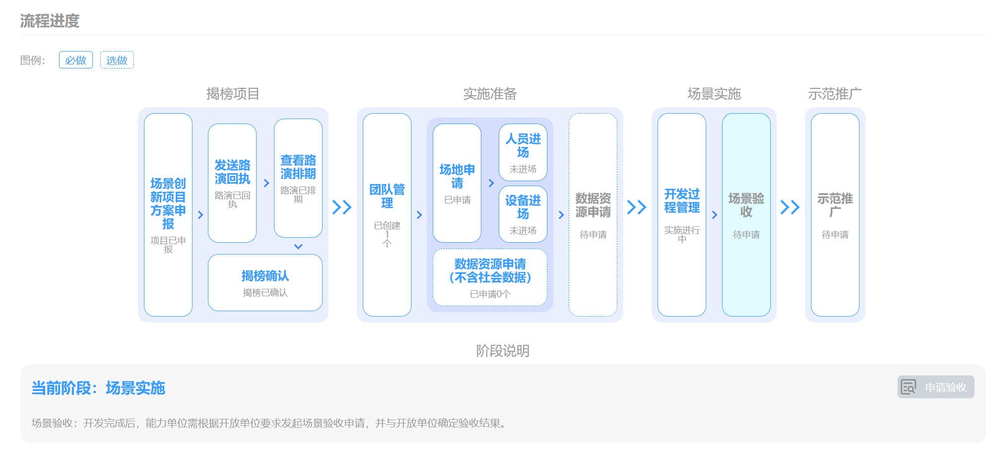 流程进度
图例：
必做
选做
揭榜项目
场景创
新项目
方案申
报
项目已申
报
发送路
演回执
路演已回
执
查看路
演排期
路演已排
期
揭榜确认
揭榜已确认
实施准备
团队管
理
已创建
1
个
场地申
请
已申请
人员进
场
未进场
设备进
场
未进场
数据资源申请
（不含社会数据）
已申请0个
数据资
源申请
待申请
场景实施
开发过
程管理
实施进行
中
场景验
收
待申请
示范推广
示范推
广
待申请
阶段说明
当前阶段：场景实施
申请验收
场景验收：开发完成后，能力单位需根据开放单位要求发起场景验收申请，并与开放单位确定验收结果。